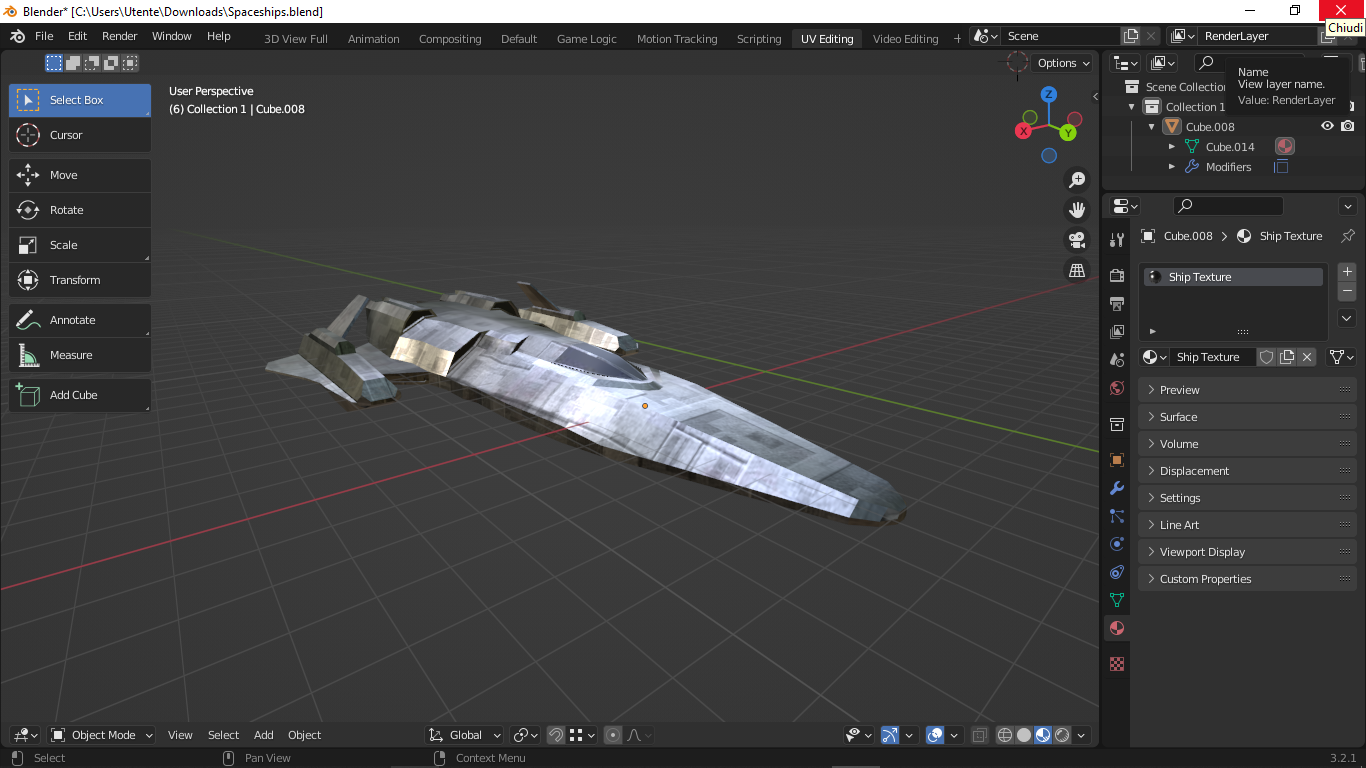 Blender* [C:\Users\Utente\Downloads\Spaceships.blend]
Chiudi
File Edit Render Window Help
3D View Full Animation Compositing Default Game Logic Motion Tracking Scripting UV Editing Video Editing
Scene
RenderLayer
Options
Name
View layer name.
Value: RenderLayer
Select Box
Cursor
Move
Rotate
Scale
Transform
Annotate
Measure
Add Cube
User Perspective
(6) Collection 1 | Cube.008
Z
X
Y
Scene Collection
Collection 1
Cube.008
Cube.014
Modifiers
Cube.008 > Ship Texture
Ship Texture
Ship Texture
Preview
Surface
Volume
Displacement
Settings
Line Art
Viewport Display
Custom Properties
Object Mode View Select Add Object
Global
Select
Pan View
Context Menu
3.2.1